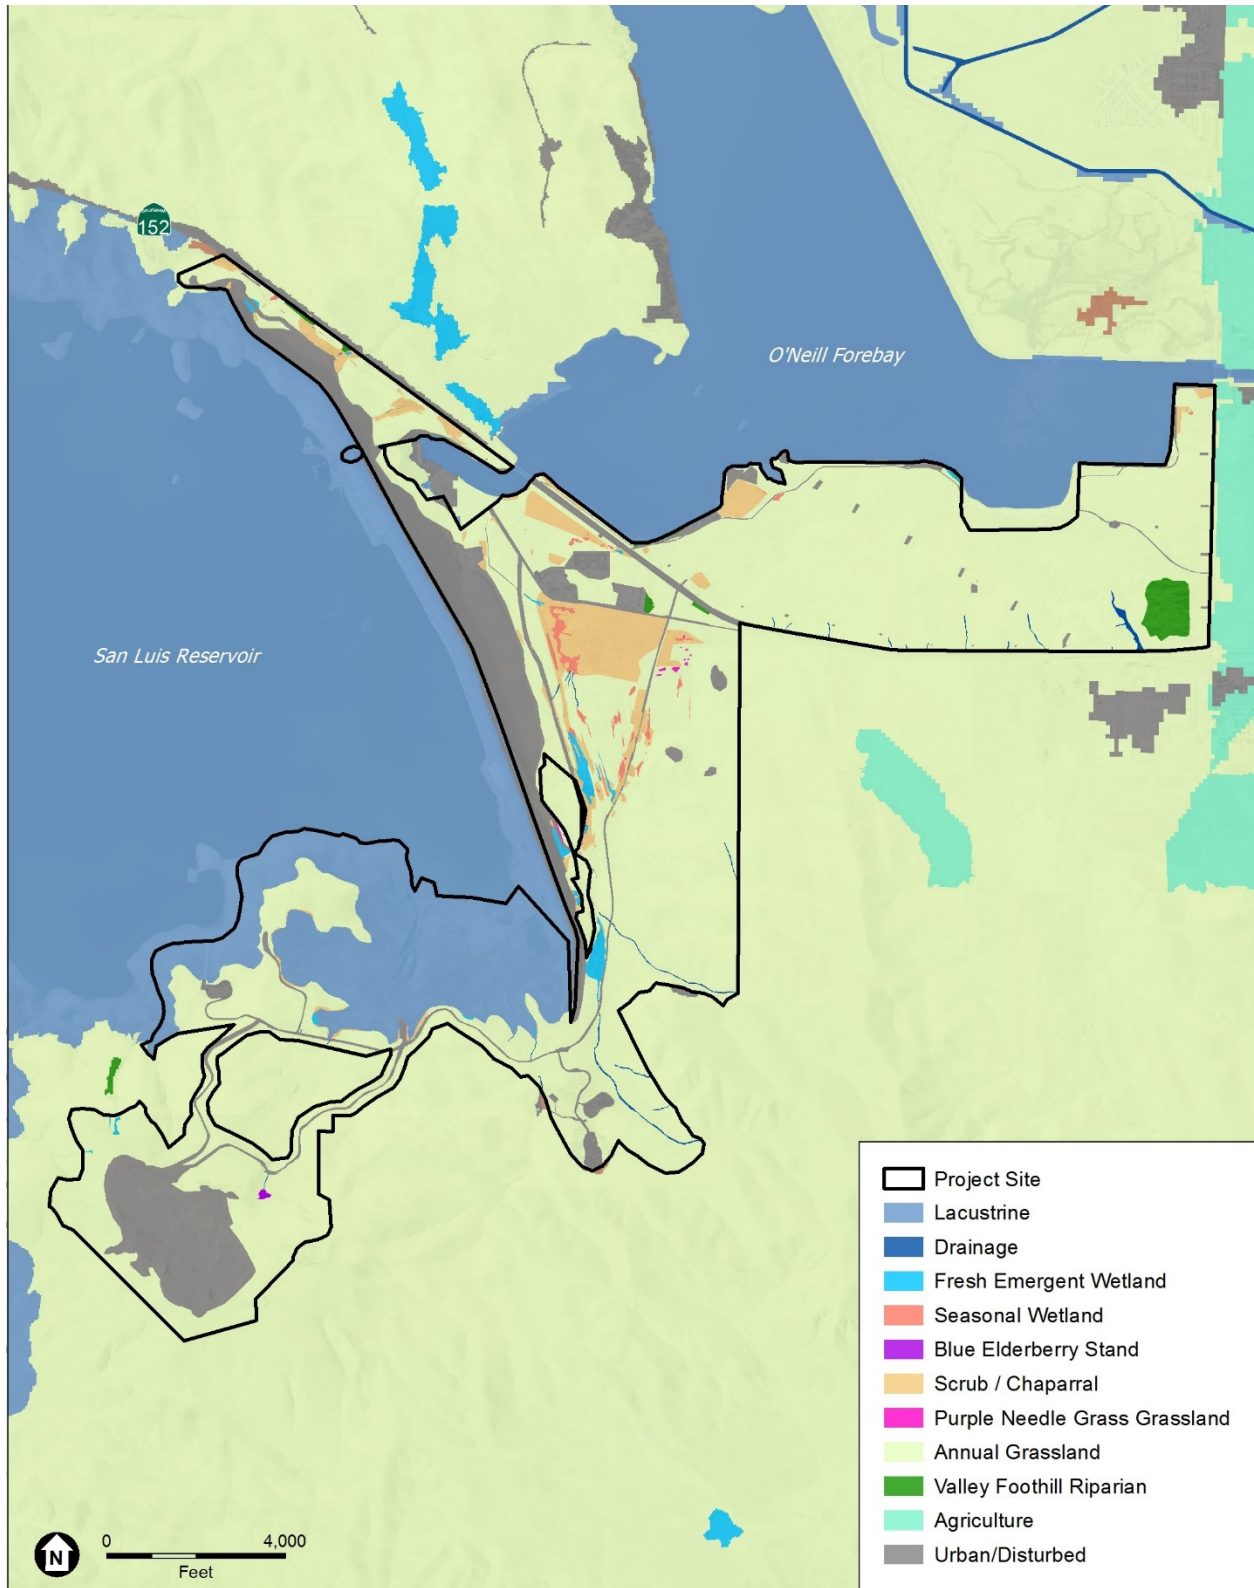 152
O'Neill Forebay
San Luis Reservoir
Project Site
Lacustrine
Drainage
Fresh Emergent Wetland
Seasonal Wetland
Blue Elderberry Stand
Scrub / Chaparral
Purple Needle Grass Grassland
Annual Grassland
Valley Foothill Riparian
Agriculture
Urban/Disturbed
N
0 4,000
Feet